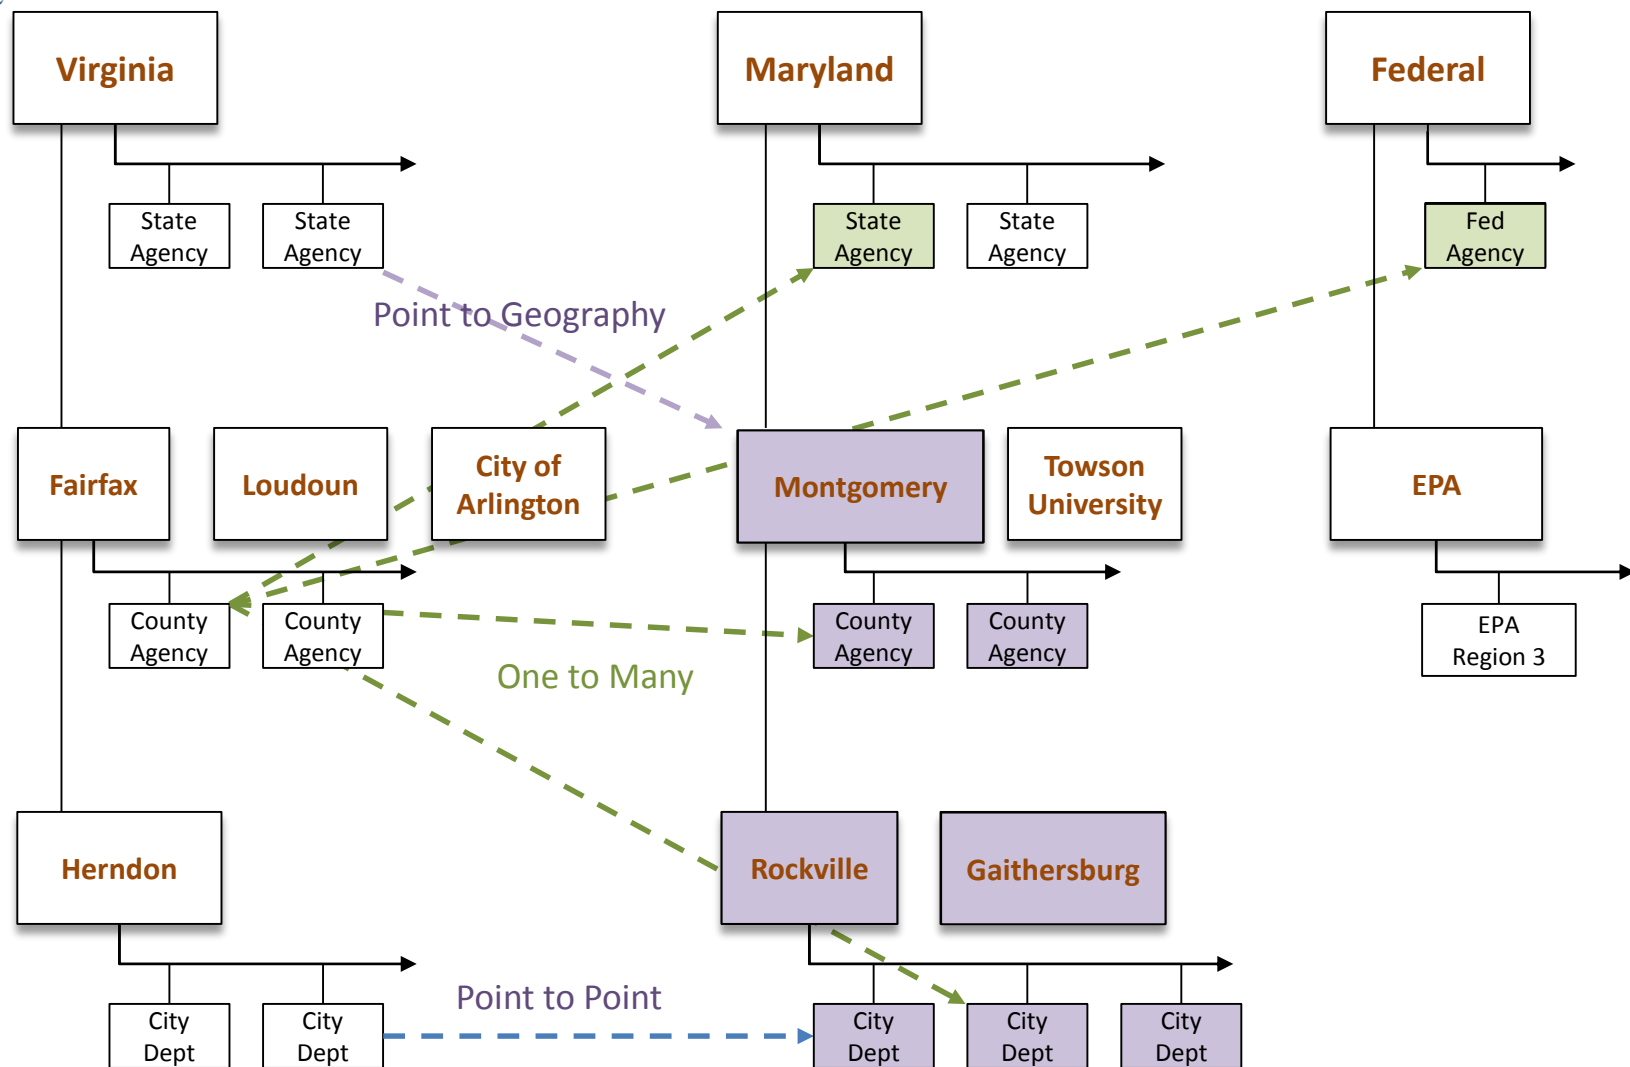 Virginia
Maryland
Federal
State
Agency
State
Agency
State
Agency
State
Agency
Fed
Agency
Point to Geography
Fairfax
Loudoun
City of
Arlington
Montgomery
Towson
University
EPA
County
Agency
County
Agency
County
Agency
County
Agency
EPA
Region 3
One to Many
Herndon
Rockville
Gaithersburg
Point to Point
City
Dept
City
Dept
City
Dept
City
Dept
City
Dept